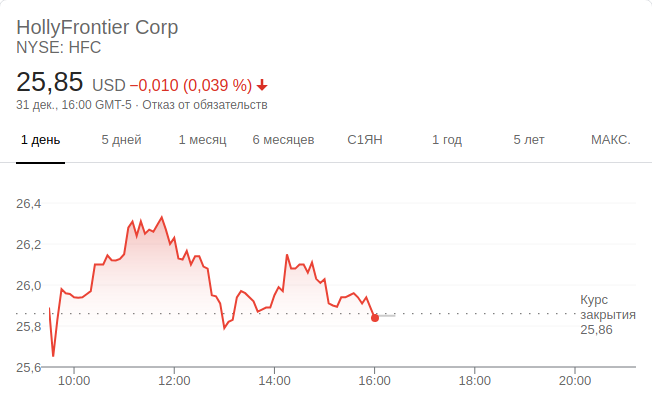 HollyFrontier Corp
NYSE: HFC
25,85 USD −0,010 (0,039 %)
31 дек., 16:00 GMT-5 · Отказ от обязательств
1 день 5 дней 1 месяц 6 месяцев С1ЯН 1 год 5 лет МАКС.
26,4
26,2
26,0
25,8
25,6
Курс
закрытия
25,86
10:00 12:00 14:00 16:00 18:00 20:00